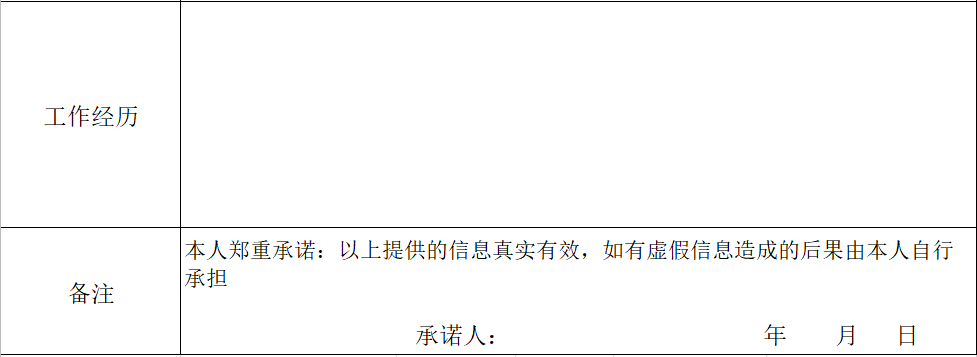 工作经历
本人郑重承诺：以上提供的信息真实有效，如有虚假信息造成的后果由本人自行
承担
备注
承诺人： 年 月 日